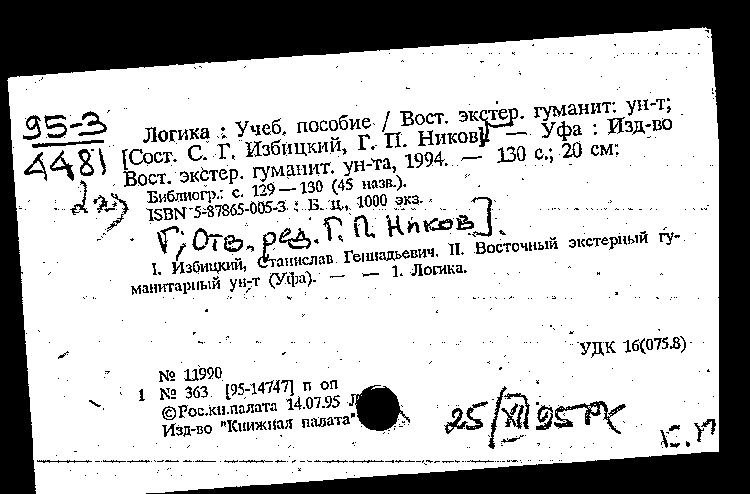 95-3
4481
Логика : Учеб. пособие / Вост. экстер. гуманит. ун-т;
[Сост. С. Г. Избицкий, Г. П. Ников]. — Уфа : Изд-во
Вост. экстер. гуманит. ун-та, 1994. — 130 с.; 20 см.
Библиогр.: с. 129—130 (45 назв.).
ISBN 5-87865-005-3 : Б. ц., 1000 экз.
; Отв. ред. Г. П. Ников].
I. Избицкий, Станислав Геннадьевич. II. Восточный экстерный гу-
манитарный ун-т (Уфа). — — 1. Логика.
УДК 16(075.8)
№ 11990
1 № 363 [95-14747] п оп
©Рос.кн.палата 14.07.95
Изд-во "Книжная палата"
25/XII 95